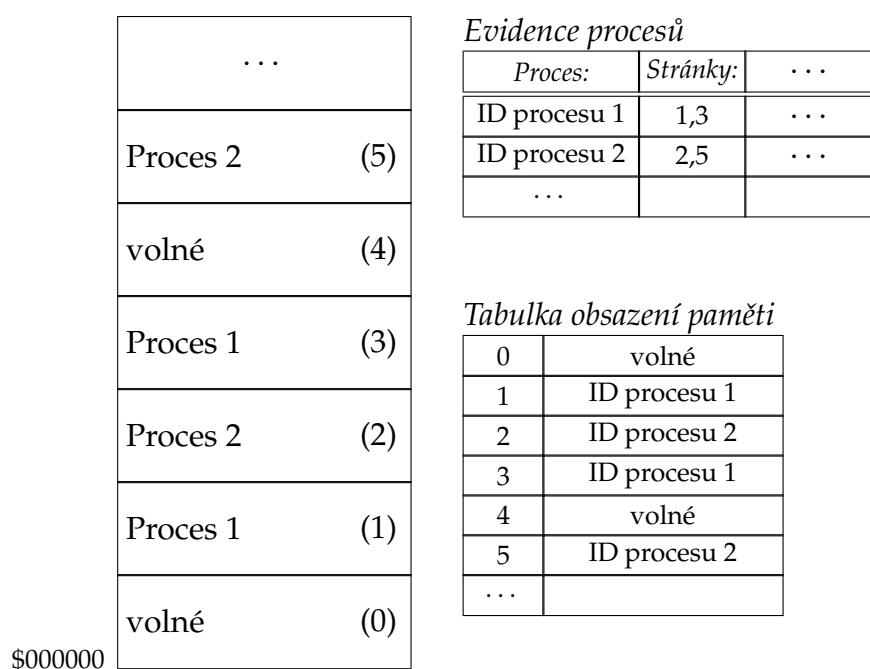 . . .
Proces 2 (5)
volné (4)
Proces 1 (3)
Proces 2 (2)
Proces 1 (1)
volné (0)
$000000
Evidence procesů
Proces: Stránky: . . .
ID procesu 1 1,3 . . .
ID procesu 2 2,5 . . .
. . .
Tabulka obsazení paměti
0 volné
1 ID procesu 1
2 ID procesu 2
3 ID procesu 1
4 volné
5 ID procesu 2
. . .